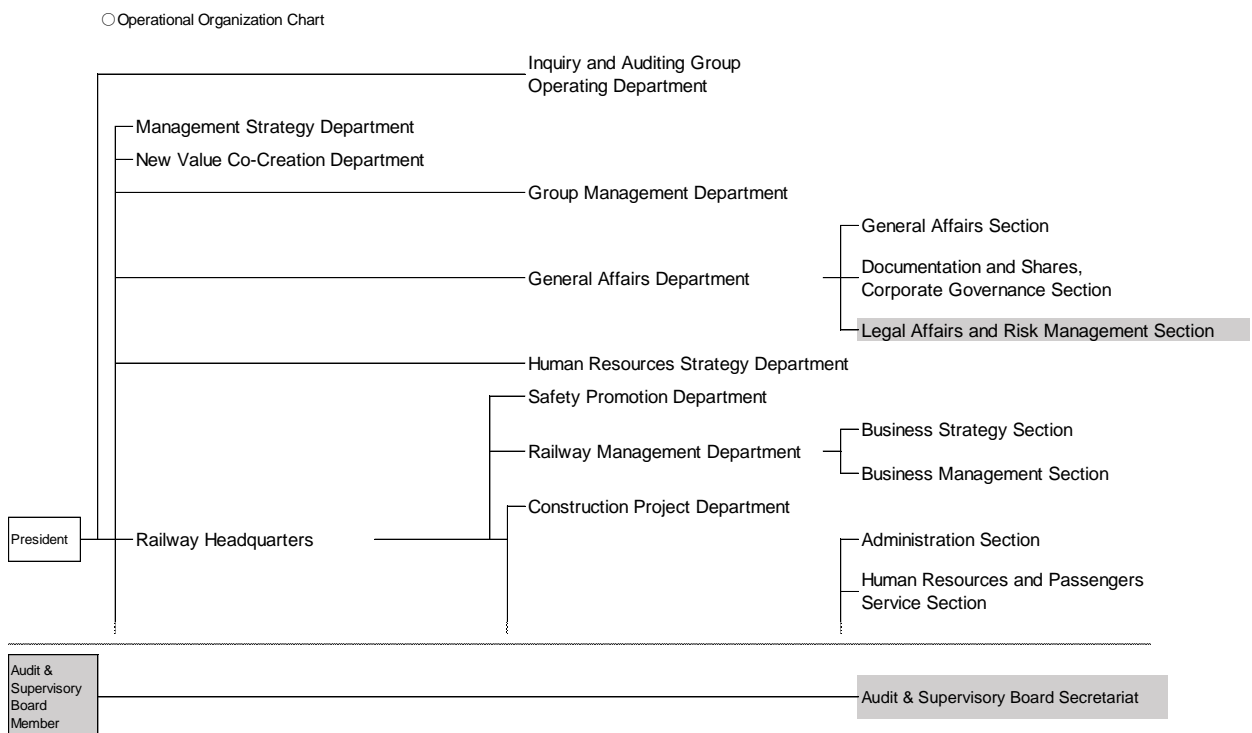 ○Operational Organization Chart
Inquiry and Auditing Group
Operating Department
Management Strategy Department
New Value Co-Creation Department
Group Management Department
General Affairs Section
General Affairs Department
Documentation and Shares,
Corporate Governance Section
Legal Affairs and Risk Management Section
Human Resources Strategy Department
Safety Promotion Department
Business Strategy Section
Railway Management Department
Business Management Section
Construction Project Department
President
Railway Headquarters
Administration Section
Human Resources and Passengers
Service Section
Audit &
Supervisory
Board
Member
Audit & Supervisory Board Secretariat